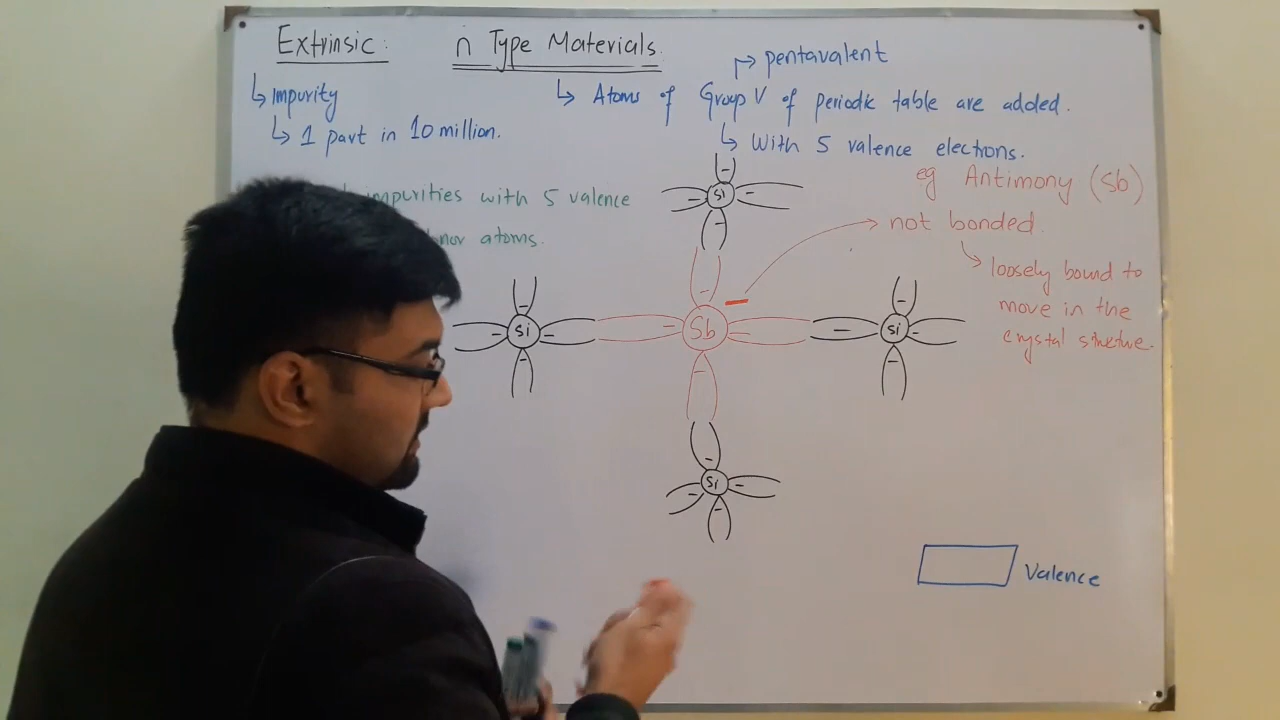 Extrinsic:
n Type Materials.
↳ Impurity
↳ 1 part in 10 million.
→ pentavalent
↳ Atoms of Group V of periodic table are added.
↳ With 5 valence electrons.
impurities with 5 valence
atoms.
eg Antimony (Sb)
→ not bonded.
loosely bound to
move in the
crystal structure.
Si
Si
Sb
Si
Si
Valence